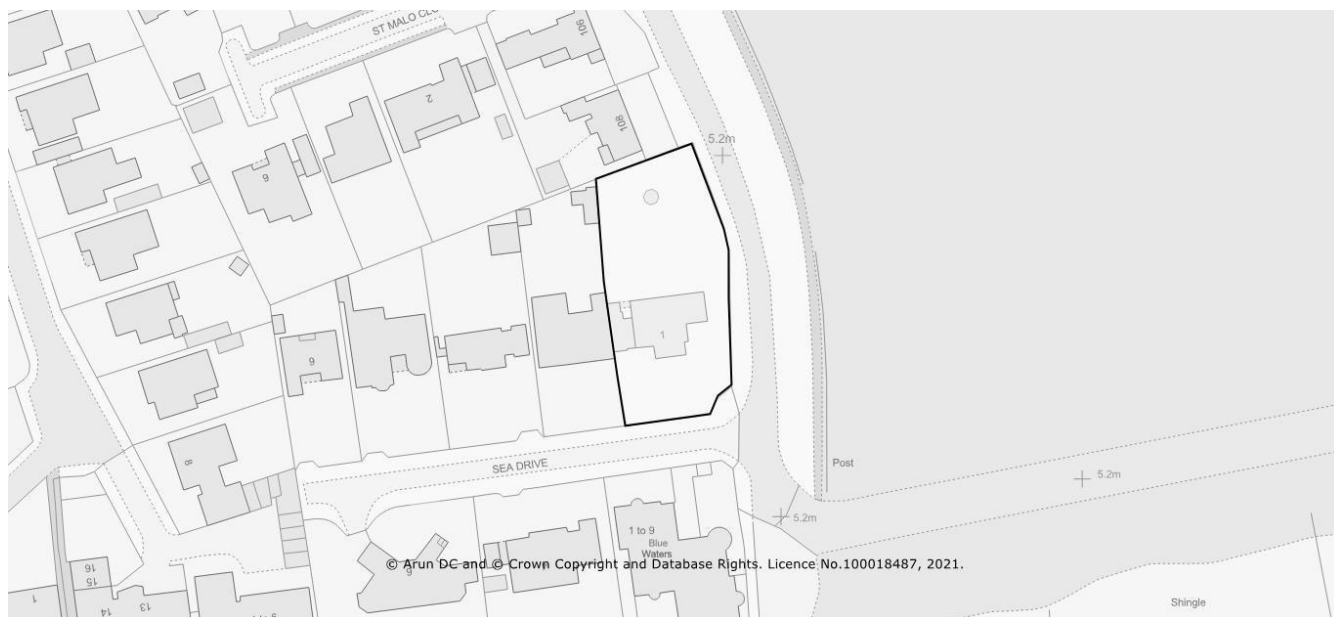 ST MALO CLO
106
2
108
5.2m
9
1
9
8
SEA DRIVE
Post
5.2m
5.2m
1 to 9
Blue
Waters
© Arun DC and © Crown Copyright and Database Rights. Licence No.100018487, 2021.
16
15
1
14
13
Shingle